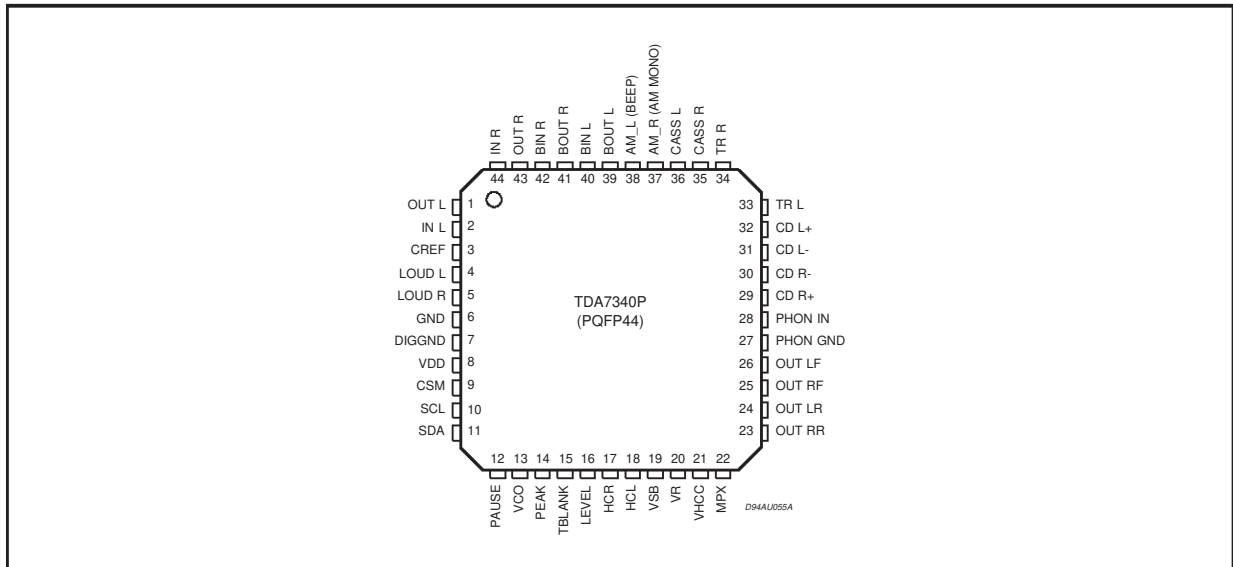 IN R
OUT R
BIN R
BOUT R
BIN L
BOUT L
AM_L (BEEP)
AM_R (AM MONO)
CASS L
CASS R
TR R
44 43 42 41 40 39 38 37 36 35 34
OUT L 1
IN L 2
CREF 3
LOUD L 4
LOUD R 5
GND 6
DIGGND 7
VDD 8
CSM 9
SCL 10
SDA 11
TDA7340P
(PQFP44)
33 TR L
32 CD L+
31 CD L-
30 CD R-
29 CD R+
28 PHON IN
27 PHON GND
26 OUT LF
25 OUT RF
24 OUT LR
23 OUT RR
12 13 14 15 16 17 18 19 20 21 22
PAUSE
VCO
PEAK
TBLANK
LEVEL
HCR
HCL
VSB
VR
VHCC
MPX
D94AU055A